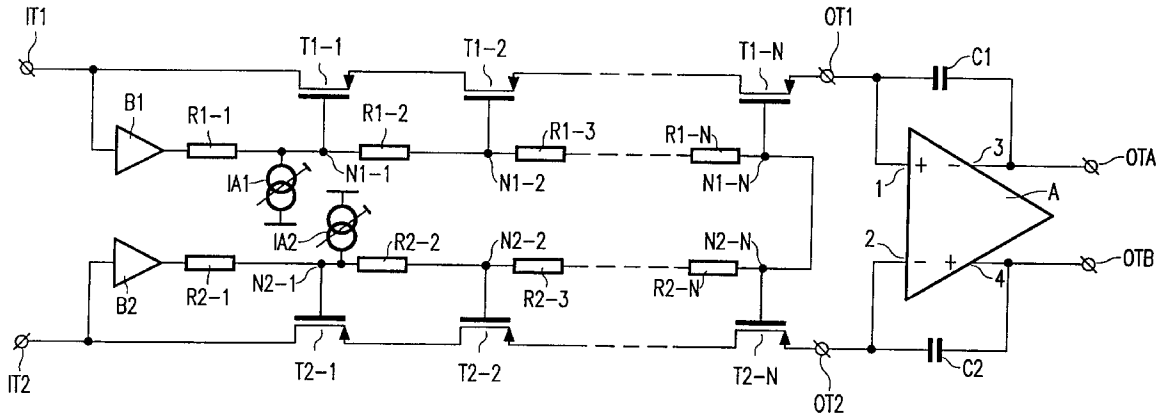 IT1
T1-1
T1-2
T1-N
OT1
C1
B1
R1-1
R1-2
R1-3
R1-N
N1-1
N1-2
N1-N
IA1
3
+
-
1
A
OTA
IA2
R2-2
N2-2
N2-N
2
-
+
4
OTB
B2
R2-1
N2-1
R2-3
R2-N
IT2
T2-1
T2-2
T2-N
OT2
C2